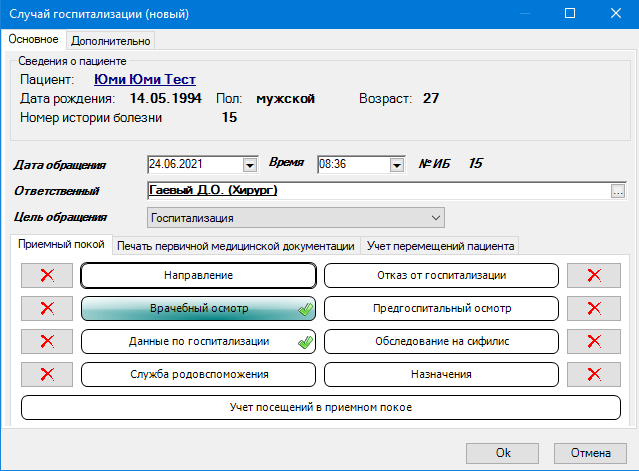 Случай госпитализации (новый)
Основное Дополнительно
Сведения о пациенте
Пациент: Юми Юми Тест
Дата рождения: 14.05.1994 Пол: мужской Возраст: 27
Номер истории болезни 15
Дата обращения 24.06.2021 Время 08:36 № ИБ 15
Ответственный Гаевый Д.О. (Хирург) ...
Цель обращения Госпитализация
Приемный покой Печать первичной медицинской документации Учет перемещений пациента
Направление Отказ от госпитализации
Врачебный осмотр Предгоспитальный осмотр
Данные по госпитализации Обследование на сифилис
Служба родовспоможения Назначения
Учет посещений в приемном покое
Ok Отмена